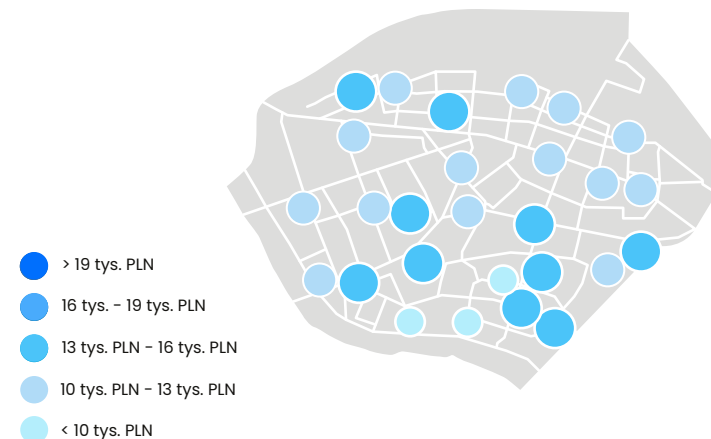 > 19 tys. PLN
16 tys. - 19 tys. PLN
13 tys. PLN - 16 tys. PLN
10 tys. PLN - 13 tys. PLN
< 10 tys. PLN